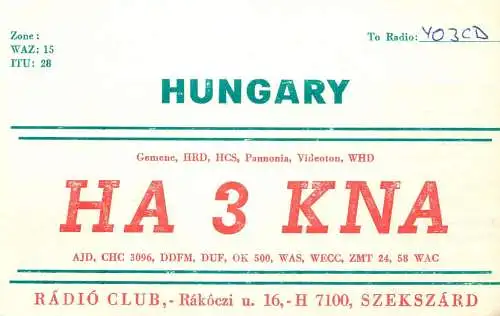 Zone:
WAZ: 15
ITU: 28
To Radio: YO3CD
HUNGARY
Gemenc, HRD, HCS, Pannonia, Videoton, WHD
HA 3 KNA
AJD, CHC 3096, DDFM, DUF, OK 500, WAS, WECC, ZMT 24, 58 WAC
RÁDIÓ CLUB,- Rákóczi u. 16,- H 7100, SZEKSZÁRD